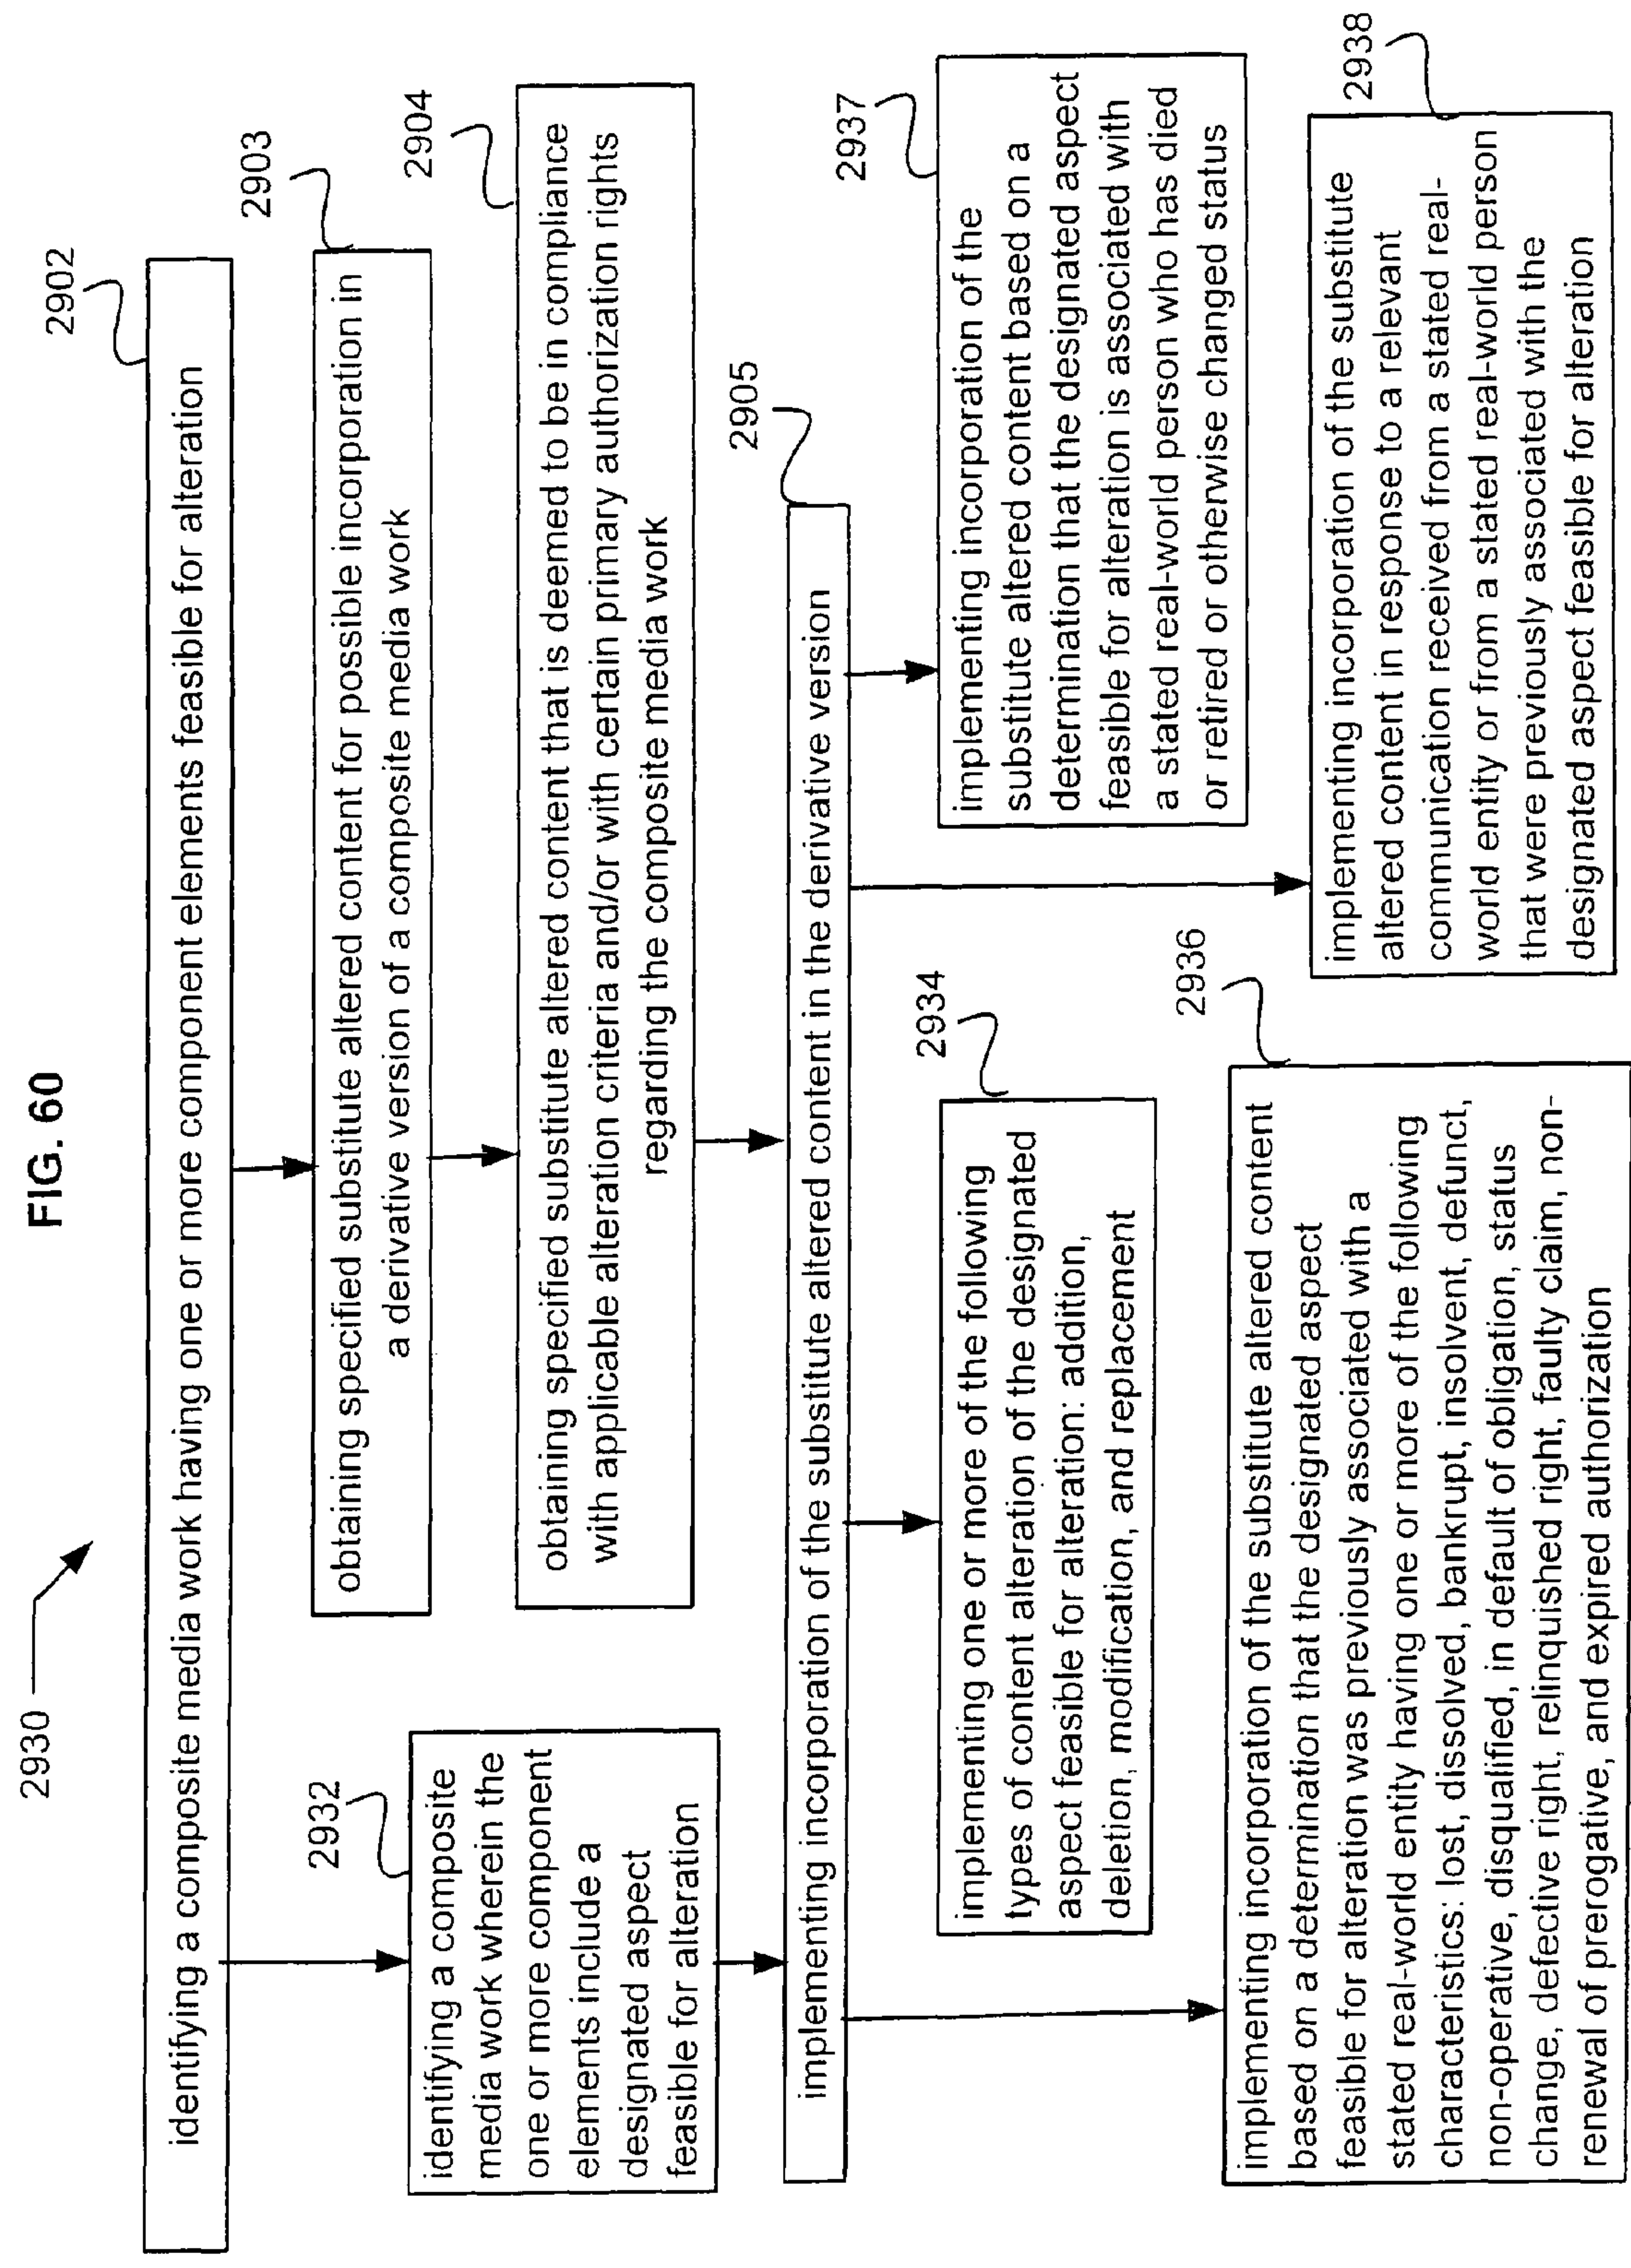 FIG. 60
2930
2902
identifying a composite media work having one or more component elements feasible for alteration
2903
obtaining specified substitute altered content for possible incorporation in
a derivative version of a composite media work
2904
obtaining specified substitute altered content that is deemed to be in compliance
with applicable alteration criteria and/or with certain primary authorization rights
regarding the composite media work
2932
identifying a composite
media work wherein the
one or more component
elements include a
designated aspect
feasible for alteration
2905
implementing incorporation of the substitute altered content in the derivative version
2934
implementing one or more of the following
types of content alteration of the designated
aspect feasible for alteration: addition,
deletion, modification, and replacement
2937
implementing incorporation of the
substitute altered content based on a
determination that the designated aspect
feasible for alteration is associated with
a stated real-world person who has died
or retired or otherwise changed status
2936
implementing incorporation of the substitute altered content
based on a determination that the designated aspect
feasible for alteration was previously associated with a
stated real-world entity having one or more of the following
characteristics: lost, dissolved, bankrupt, insolvent, defunct,
non-operative, disqualified, in default of obligation, status
change, defective right, relinquished right, faulty claim, non-
renewal of prerogative, and expired authorization
2938
implementing incorporation of the substitute
altered content in response to a relevant
communication received from a stated real-
world entity or from a stated real-world person
that were previously associated with the
designated aspect feasible for alteration